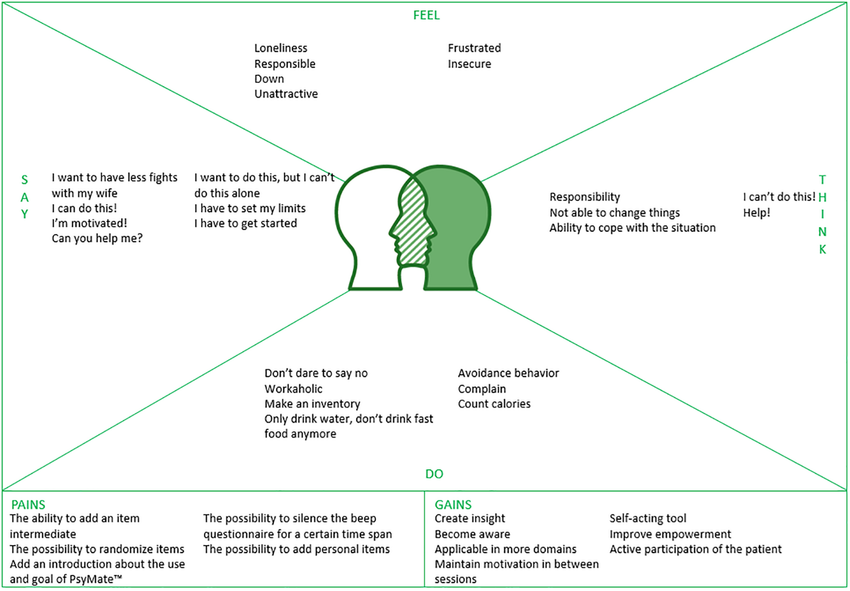 FEEL
Loneliness
Responsible
Down
Unattractive
Frustrated
Insecure
SAY
I want to have less fights
with my wife
I can do this!
I'm motivated!
Can you help me?
I want to do this, but I can't
do this alone
I have to set my limits
I have to get started
Responsibility
Not able to change things
Ability to cope with the situation
I can't do this!
Help!
THINK
Don't dare to say no
Workaholic
Make an inventory
Only drink water, don't drink fast
food anymore
Avoidance behavior
Complain
Count calories
DO
PAINS
The ability to add an item
intermediate
The possibility to randomize items
Add an introduction about the use
and goal of PsyMate™
The possibility to silence the beep
questionnaire for a certain time span
The possibility to add personal items
GAINS
Create insight
Become aware
Applicable in more domains
Maintain motivation in between
sessions
Self-acting tool
Improve empowerment
Active participation of the patient